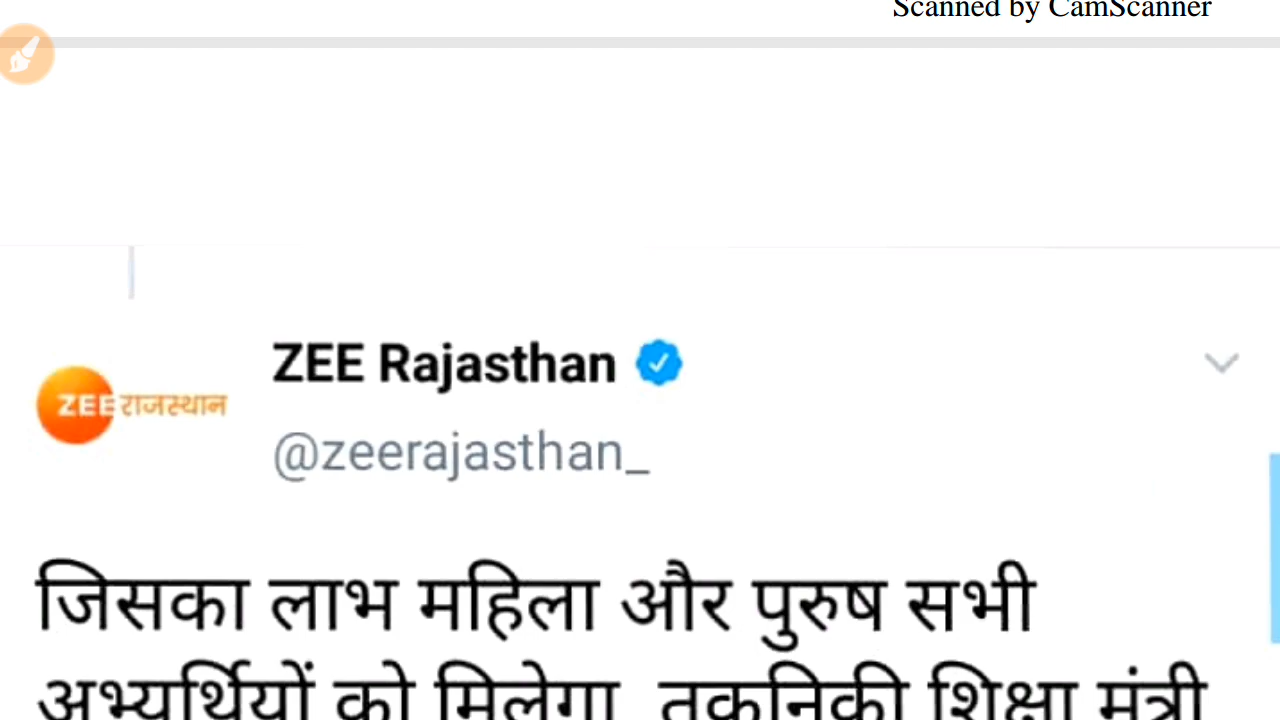 Scanned by CamScanner
ZEE Rajasthan
ZEE राजस्थान
@zeerajasthan_
जिसका लाभ महिला और पुरुष सभी
अभ्यर्थियों को मिलेगा तकनिकी शिक्षा मंत्री